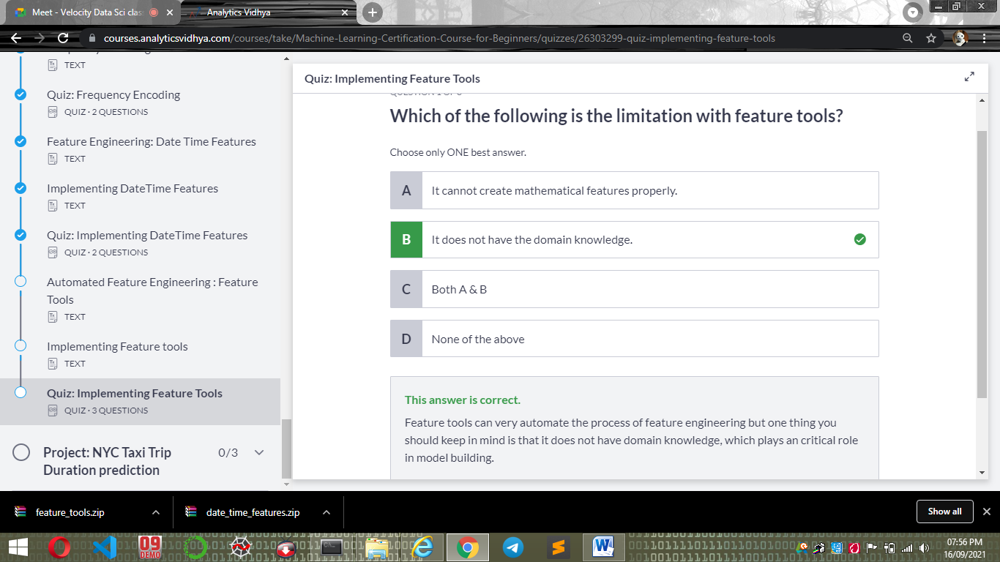 Meet - Velocity Data Sci clas
Analytics Vidhya
courses.analyticsvidhya.com/courses/take/Machine-Learning-Certification-Course-for-Beginners/quizzes/26303299-quiz-implementing-feature-tools
TEXT
Quiz: Frequency Encoding
QUIZ · 2 QUESTIONS
Feature Engineering: Date Time Features
TEXT
Implementing DateTime Features
TEXT
Quiz: Implementing DateTime Features
QUIZ · 2 QUESTIONS
Automated Feature Engineering : Feature
Tools
TEXT
Implementing Feature tools
TEXT
Quiz: Implementing Feature Tools
QUIZ · 3 QUESTIONS
Project: NYC Taxi Trip
Duration prediction
0/3
Quiz: Implementing Feature Tools
Which of the following is the limitation with feature tools?
Choose only ONE best answer.
A It cannot create mathematical features properly.
B It does not have the domain knowledge.
C Both A & B
D None of the above
This answer is correct.
Feature tools can very automate the process of feature engineering but one thing you
should keep in mind is that it does not have domain knowledge, which plays an critical role
in model building.
feature_tools.zip
date_time_features.zip
Show all
09
DEMO
07:56 PM
16/09/2021